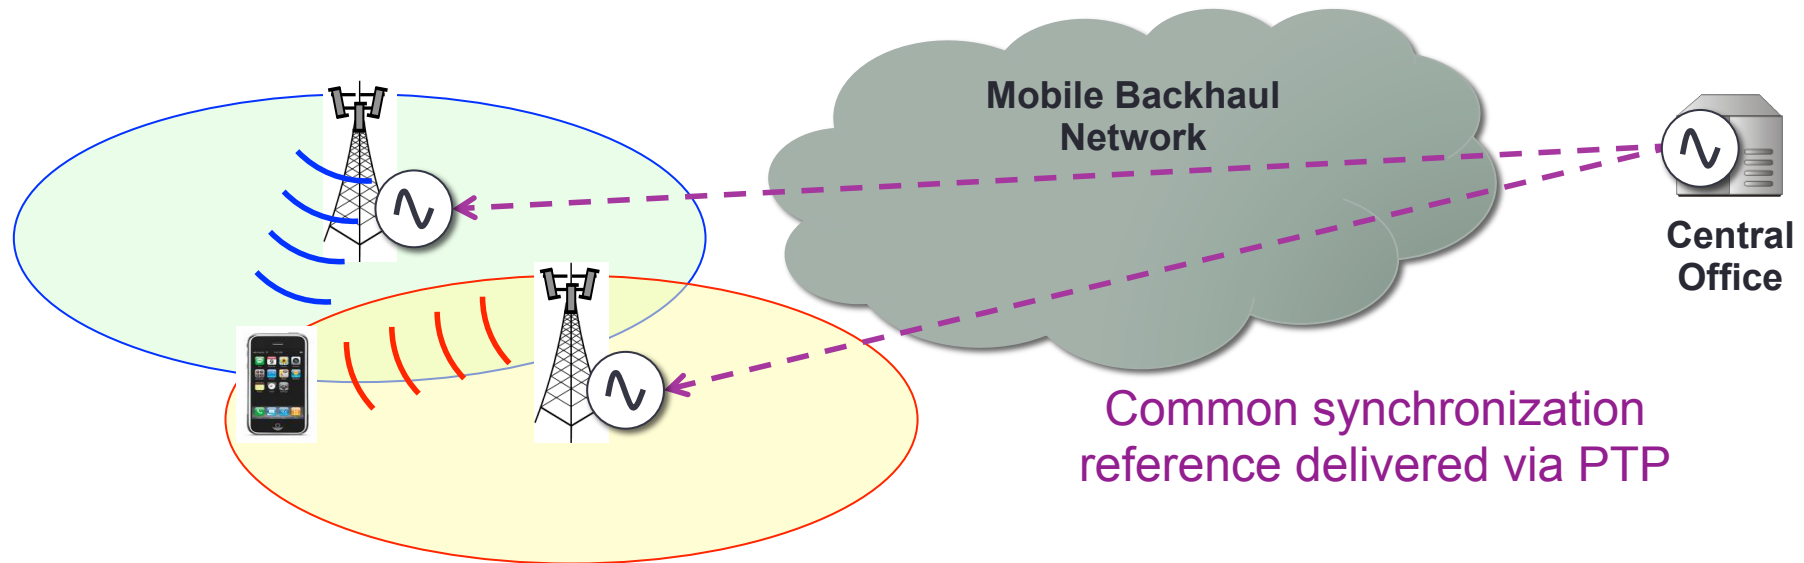 Mobile Backhaul
Network
Central
Office
Common synchronization
reference delivered via PTP